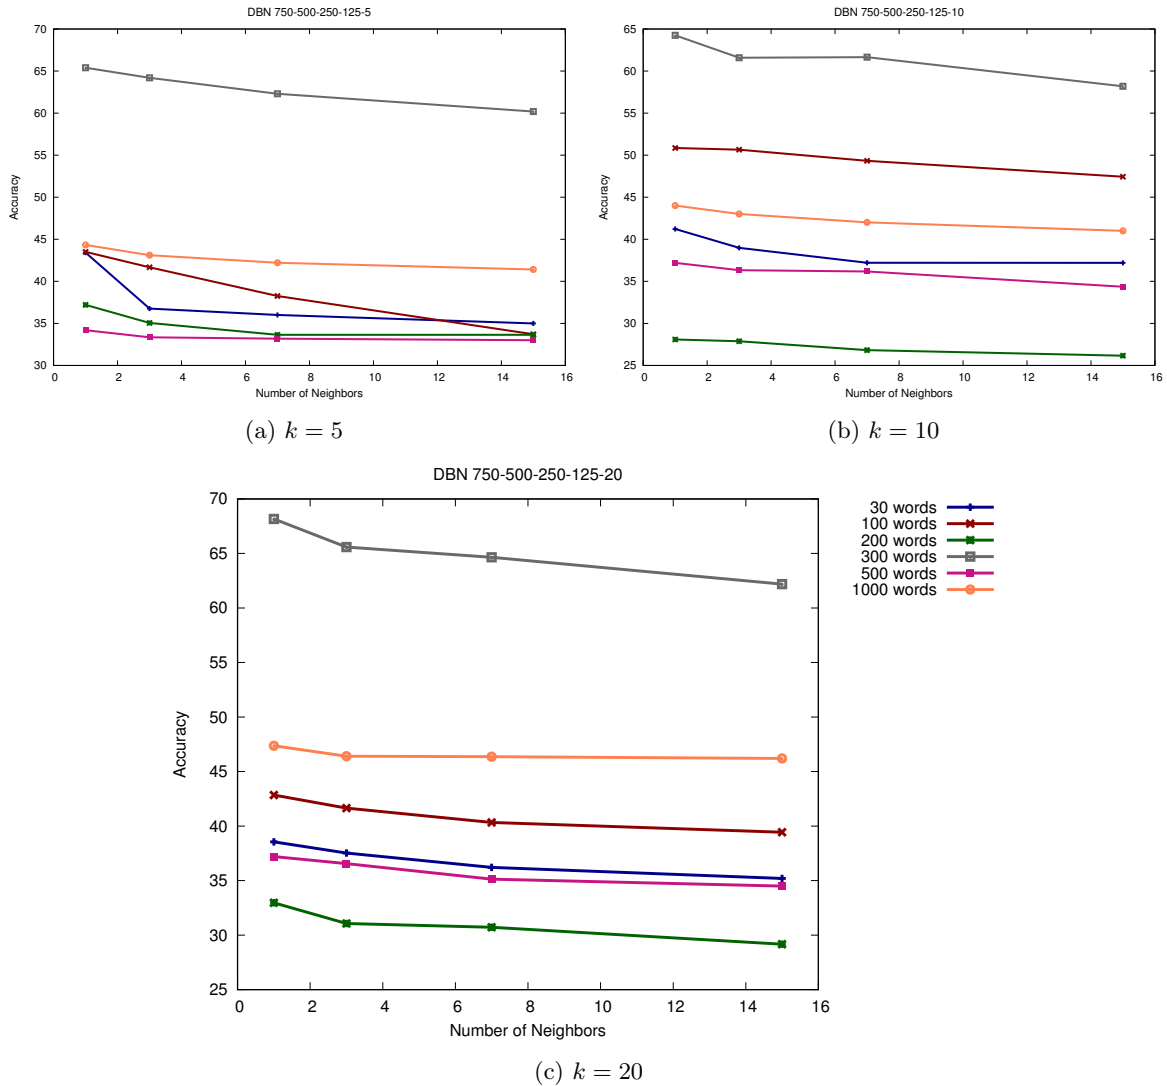 DBN 750-500-250-125-5
70
65
60
55
50
45
40
35
30
Accuracy
0 2 4 6 8 10 12 14 16
Number of Neighbors
(a) k = 5
DBN 750-500-250-125-10
65
60
55
50
45
40
35
30
25
Accuracy
0 2 4 6 8 10 12 14 16
Number of Neighbors
(b) k = 10
DBN 750-500-250-125-20
70
65
60
55
50
45
40
35
30
25
Accuracy
0 2 4 6 8 10 12 14 16
Number of Neighbors
30 words
100 words
200 words
300 words
500 words
1000 words
(c) k = 20